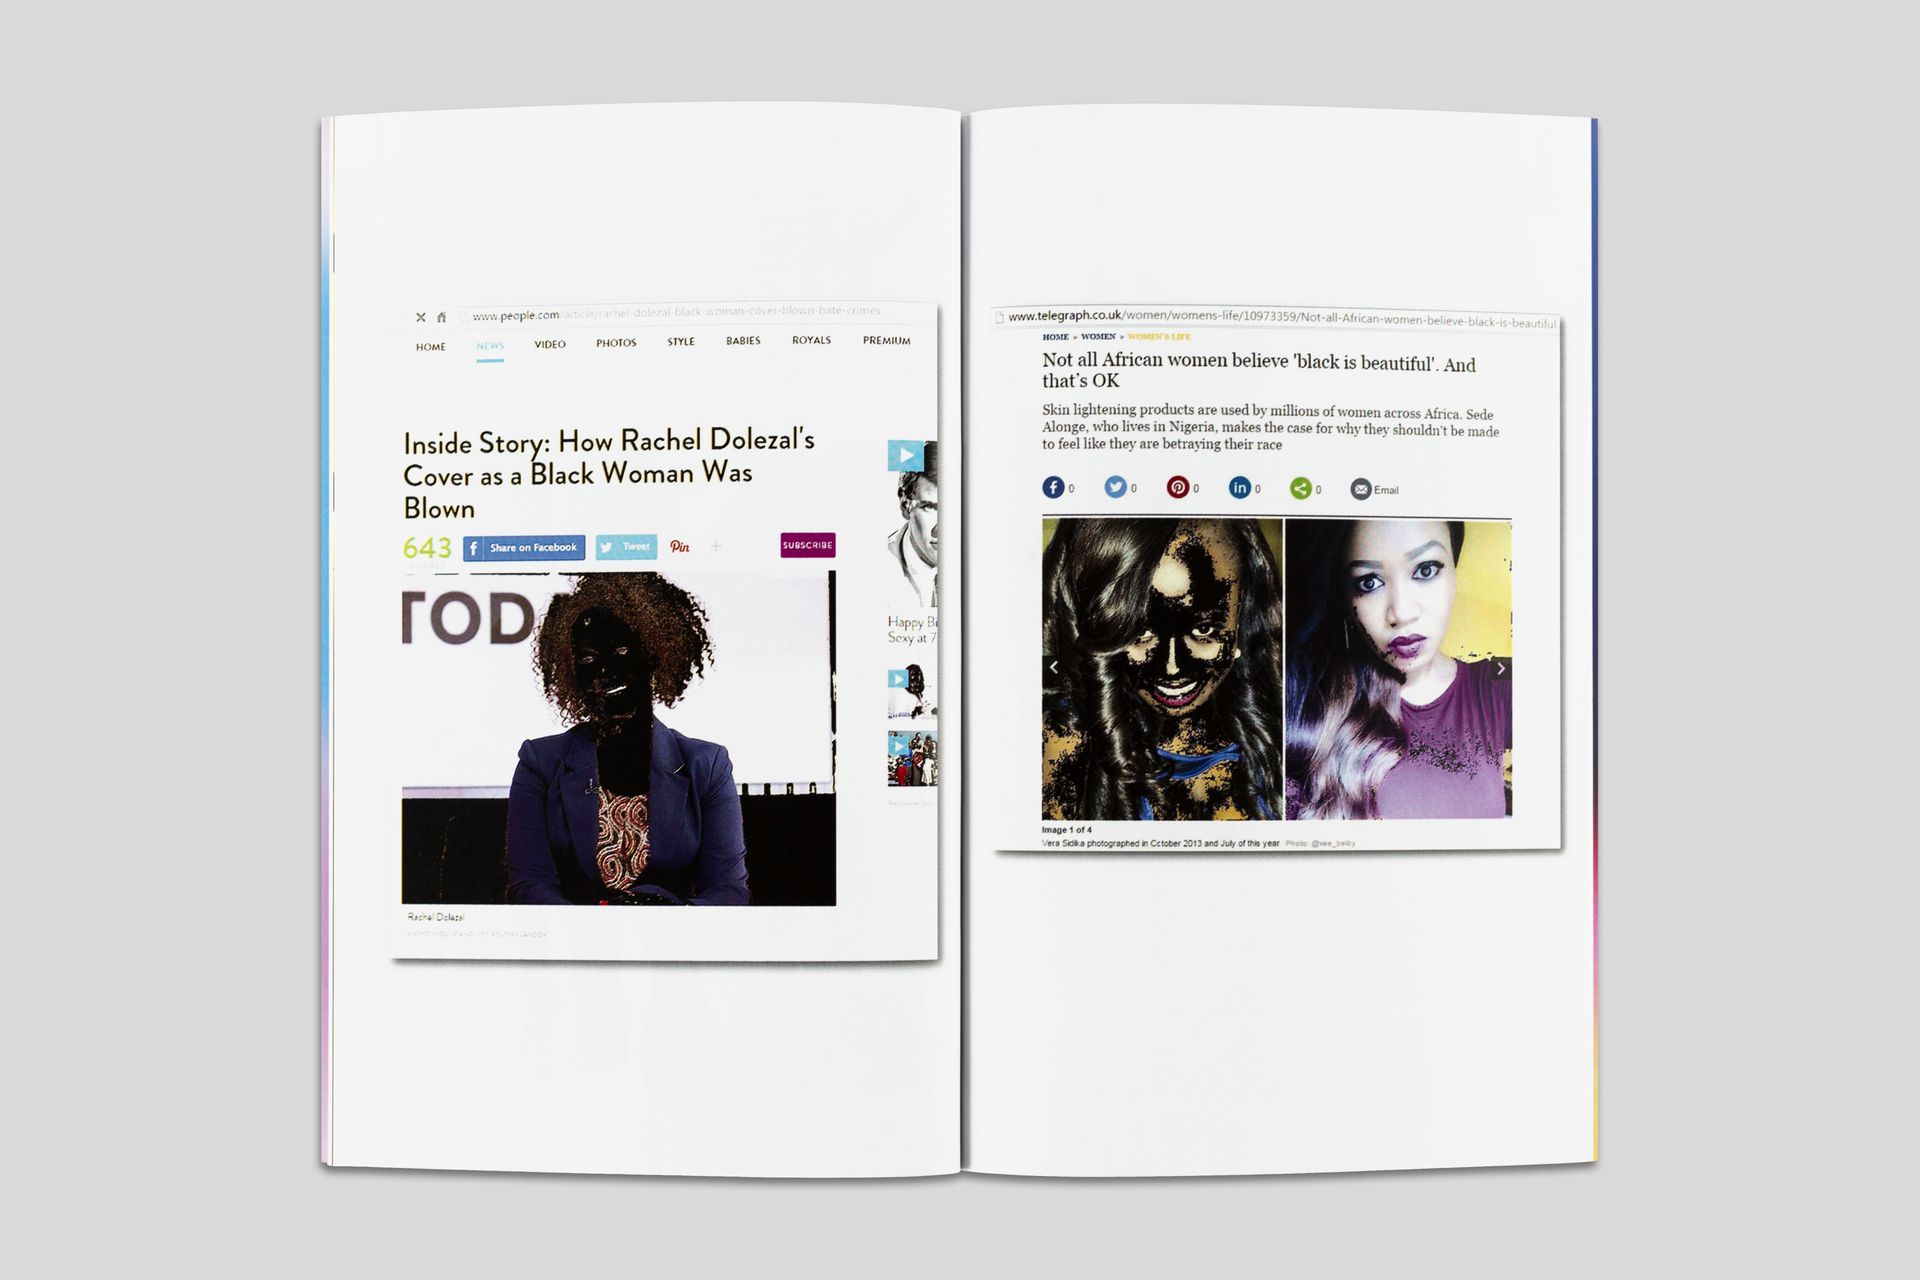 www.people.com/article/rachel-dolezal-black-woman-cover-blown-hate-crimes
HOME NEWS VIDEO PHOTOS STYLE BABIES ROYALS PREMIUM
Inside Story: How Rachel Dolezal's
Cover as a Black Woman Was
Blown
643 Share on Facebook Tweet Pin + SUBSCRIBE
SHARES
TOD
Happy B
Sexy at 7
Rachel Dolezal
www.telegraph.co.uk/women/womens-life/10973359/Not-all-African-women-believe-black-is-beautiful.
HOME » WOMEN » WOMEN'S LIFE
Not all African women believe 'black is beautiful'. And
that's OK
Skin lightening products are used by millions of women across Africa. Sede
Alonge, who lives in Nigeria, makes the case for why they shouldn't be made
to feel like they are betraying their race
0 0 0 in 0 0 Email
Image 1 of 4
Vera Sidika photographed in October 2013 and July of this year Photo: @vee_beiby